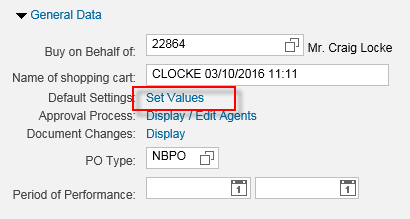 General Data
Buy on Behalf of: 22864 Mr. Craig Locke
Name of shopping cart: CLOCKE 03/10/2016 11:11
Default Settings: Set Values
Approval Process: Display / Edit Agents
Document Changes: Display
PO Type: NBPO
Period of Performance: 1 1